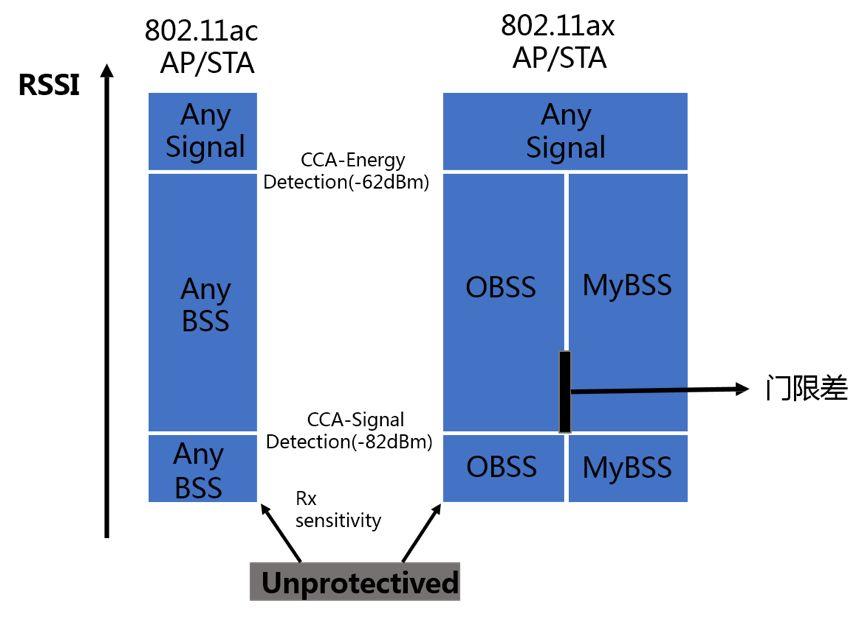 802.11ac
AP/STA
802.11ax
AP/STA
RSSI
Any
Signal
Any
Signal
CCA-Energy
Detection(-62dBm)
Any
BSS
OBSS
MyBSS
门限差
CCA-Signal
Detection(-82dBm)
Any
BSS
OBSS
MyBSS
Rx
sensitivity
Unprotectived